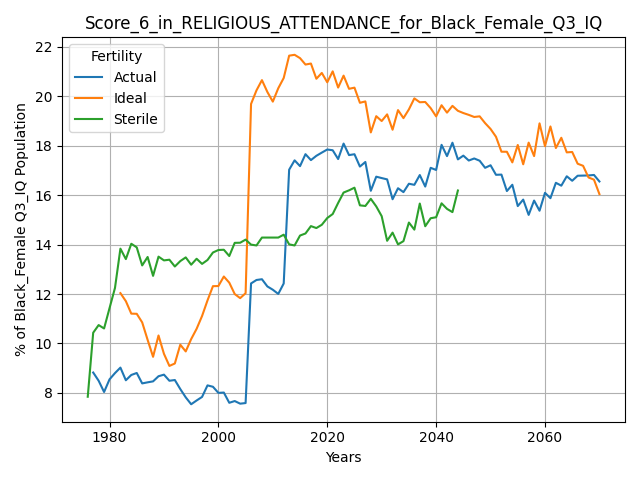 Score_6_in_RELIGIOUS_ATTENDANCE_for_Black_Female_Q3_IQ
% of Black_Female Q3_IQ Population
22
20
18
16
14
12
10
8
Fertility
Actual
Ideal
Sterile
1980
2000
2020
2040
2060
Years